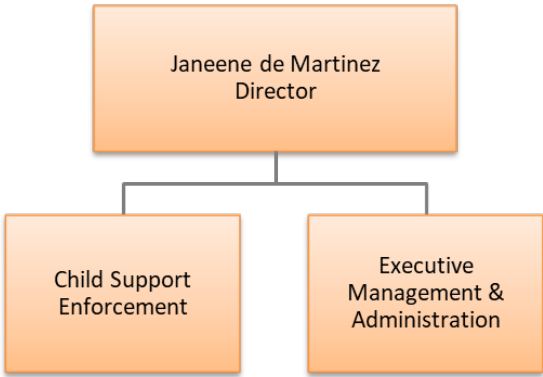 Janeene de Martinez
Director
Child Support
Enforcement
Executive
Management &
Administration